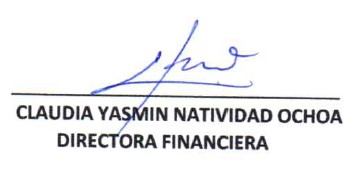 CLAUDIA YASMIN NATIVIDAD OCHOA
DIRECTORA FINANCIERA